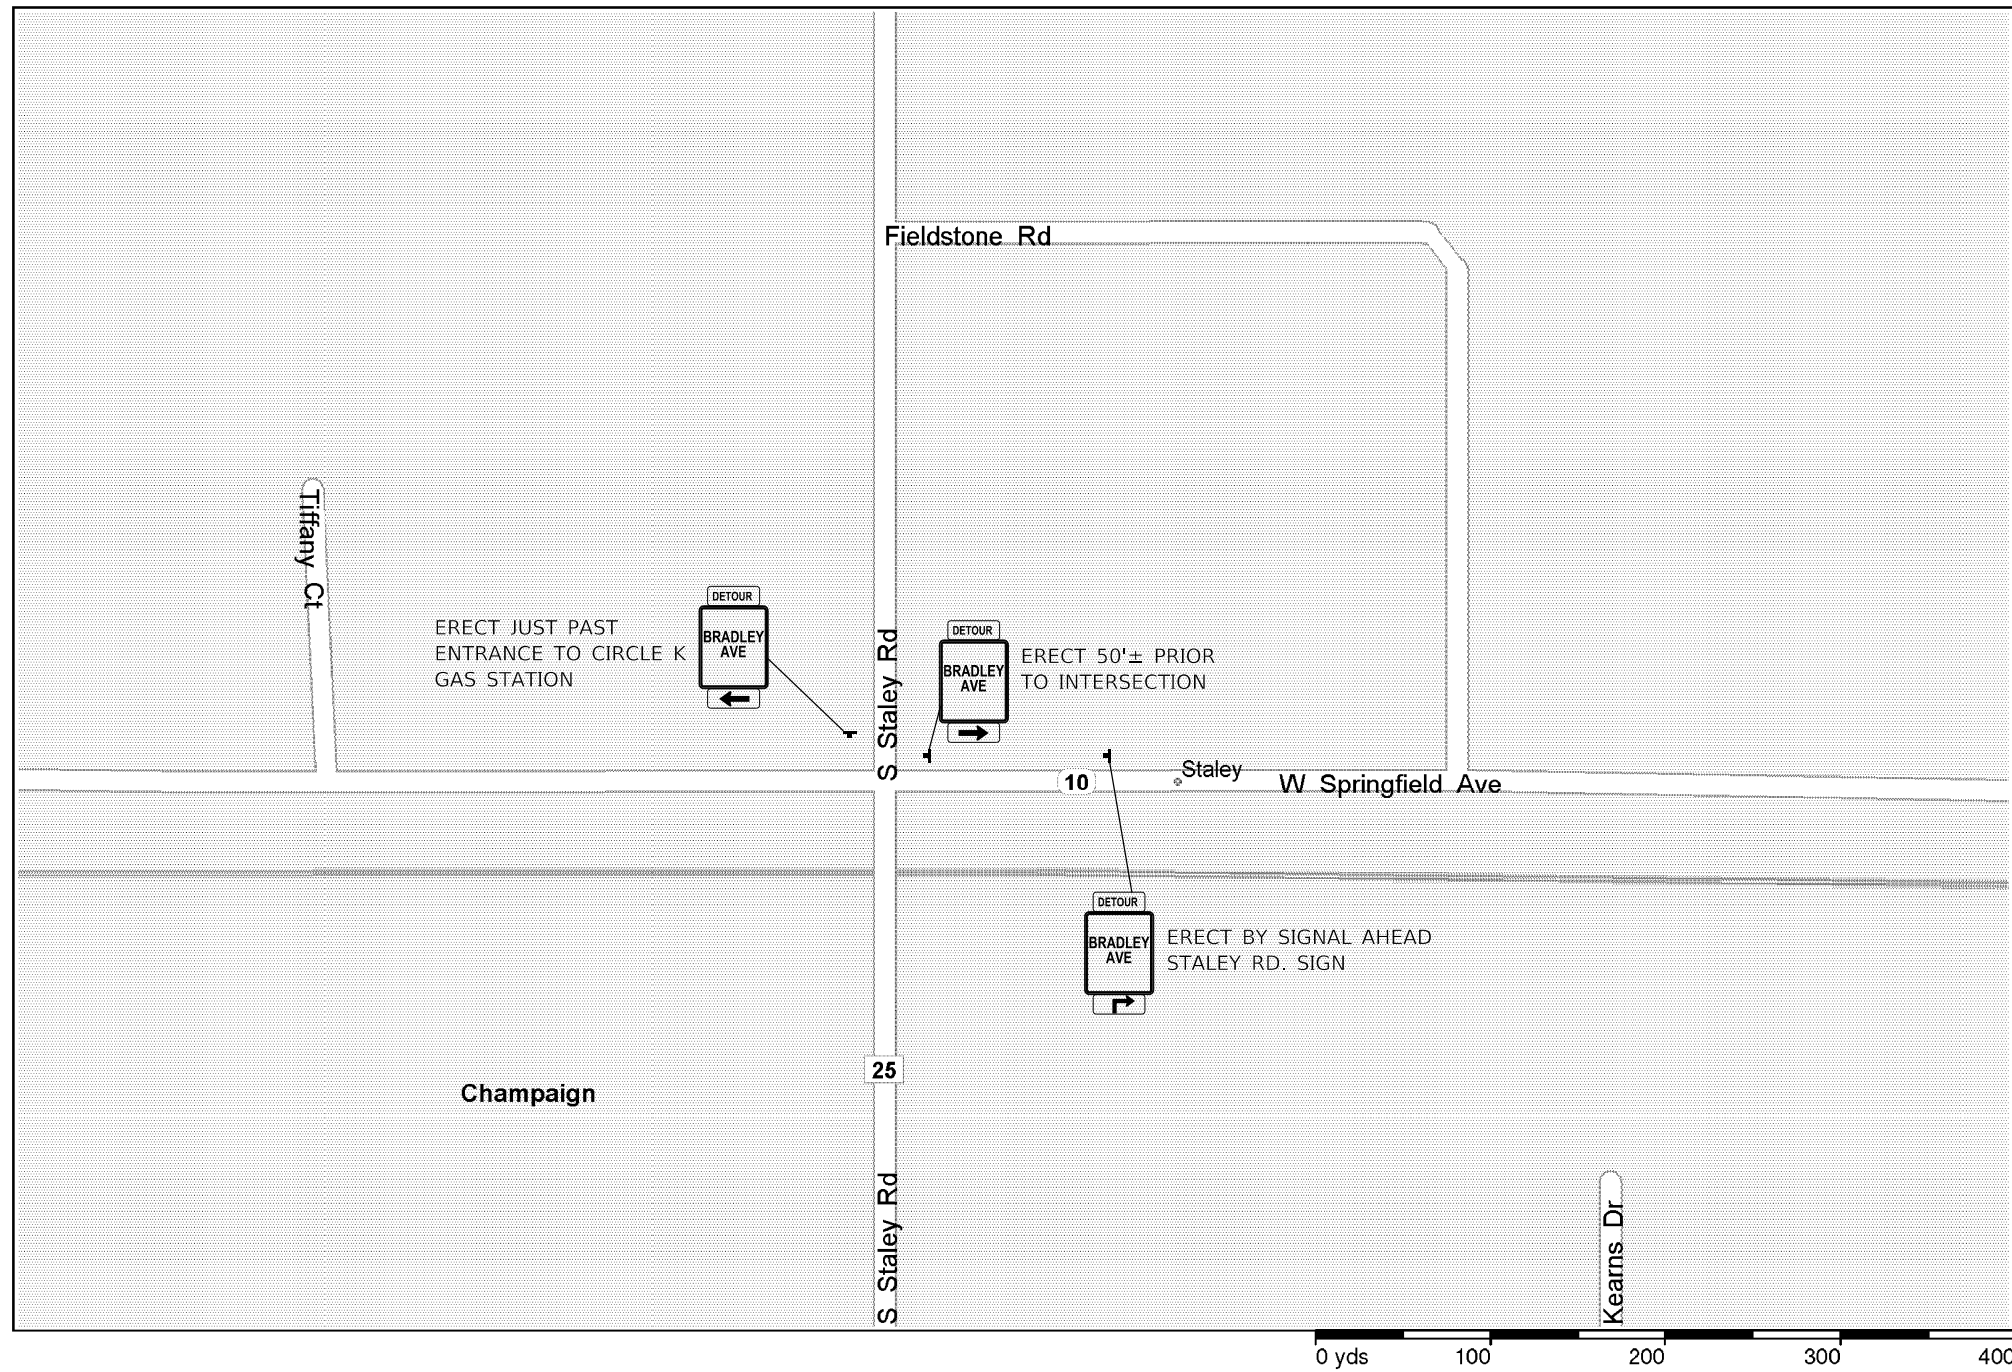 Fieldstone Rd
Tiffany Ct
DETOUR
BRADLEY
AVE
ERECT JUST PAST
ENTRANCE TO CIRCLE K
GAS STATION
S Staley Rd
DETOUR
BRADLEY
AVE
ERECT 50'± PRIOR
TO INTERSECTION
10
Staley
W Springfield Ave
DETOUR
BRADLEY
AVE
ERECT BY SIGNAL AHEAD
STALEY RD. SIGN
25
Champaign
S Staley Rd
Kearns Dr
0 yds 100 200 300 400